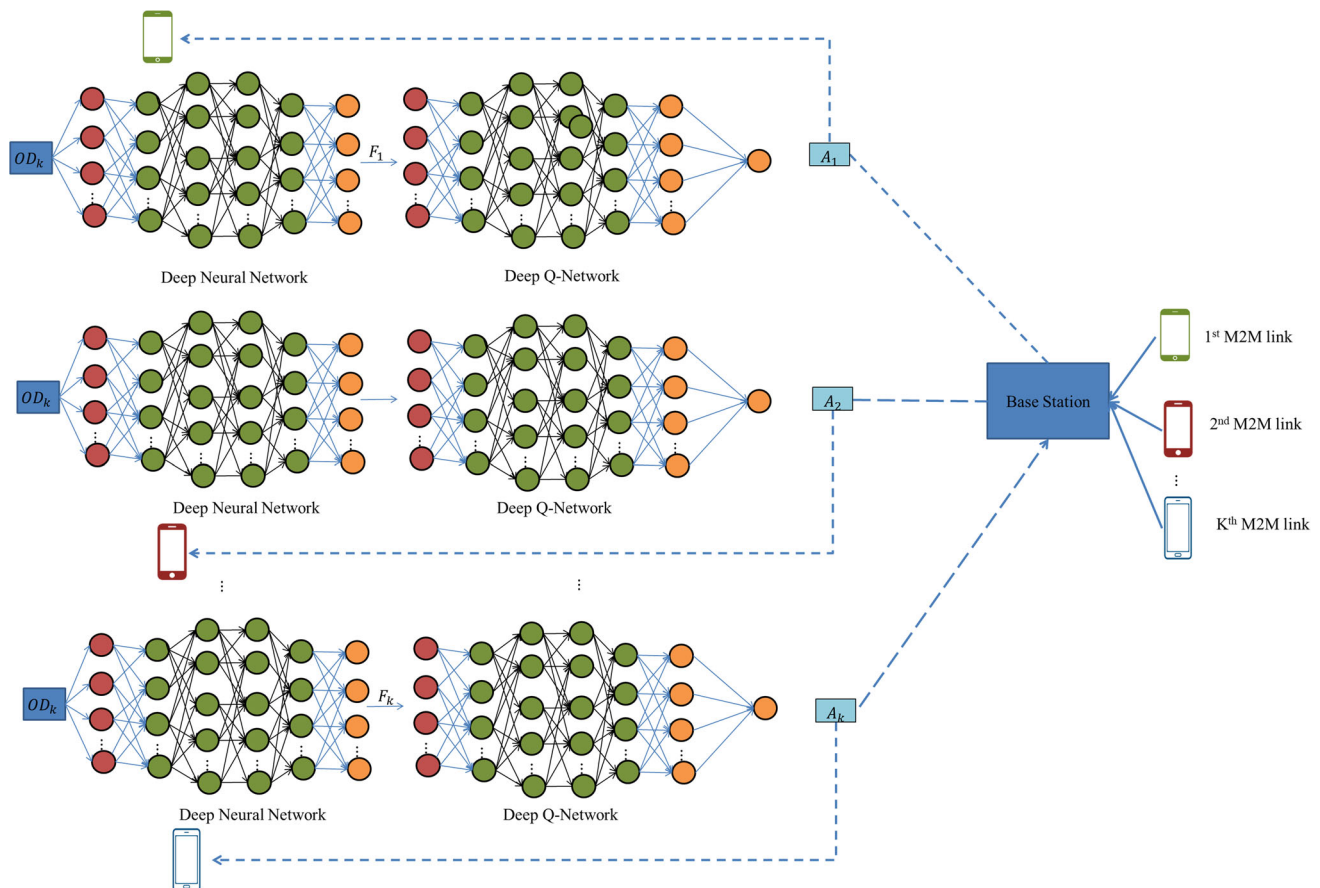 OD_k
F_1
A_1
Deep Neural Network
Deep Q-Network
1st M2M link
OD_k
A_2
Base Station
2nd M2M link
⋮
Deep Neural Network
Deep Q-Network
Kth M2M link
⋮
⋮
OD_k
F_k
A_k
Deep Neural Network
Deep Q-Network